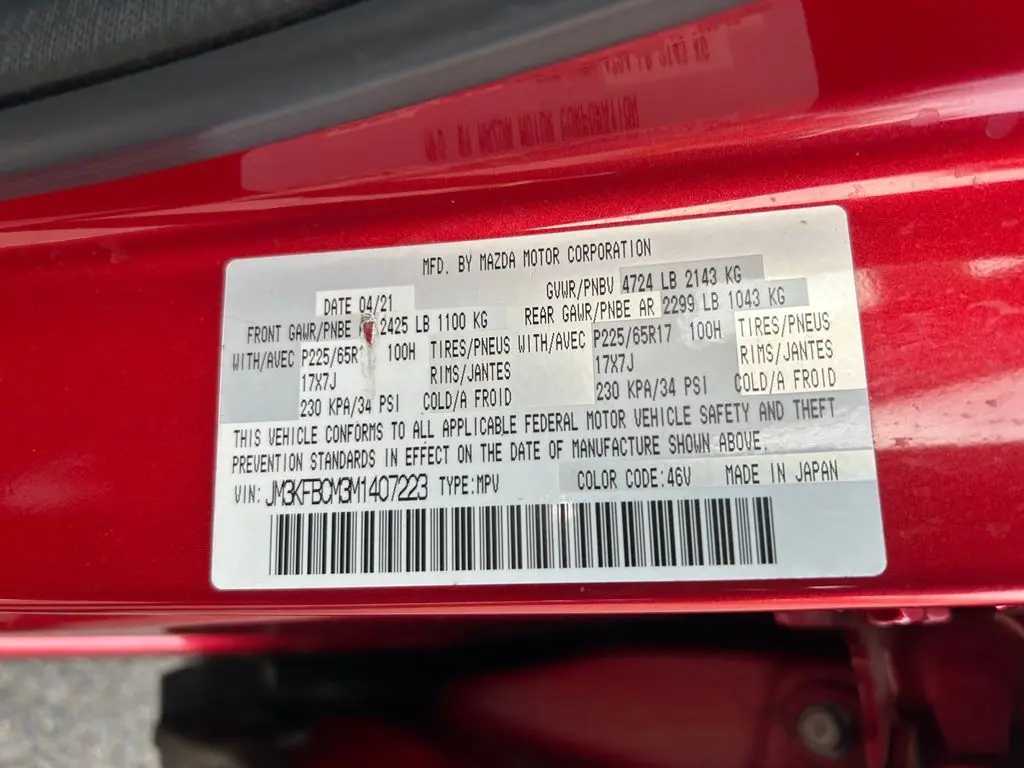 MFD. BY MAZDA MOTOR CORPORATION
DATE 04/21 GVWR/PNBV 4724 LB 2143 KG
FRONT GAWR/PNBE 2425 LB 1100 KG REAR GAWR/PNBE AR 2299 LB 1043 KG
WITH/AVEC P225/65R17 100H TIRES/PNEUS WITH/AVEC P225/65R17 100H TIRES/PNEUS
17X7J RIMS/JANTES 17X7J RIMS/JANTES
230 KPA/34 PSI COLD/A FROID 230 KPA/34 PSI COLD/A FROID
THIS VEHICLE CONFORMS TO ALL APPLICABLE FEDERAL MOTOR VEHICLE SAFETY AND THEFT
PREVENTION STANDARDS IN EFFECT ON THE DATE OF MANUFACTURE SHOWN ABOVE.
VIN: JM3KFBCM3M1407223 TYPE:MPV COLOR CODE:46V MADE IN JAPAN